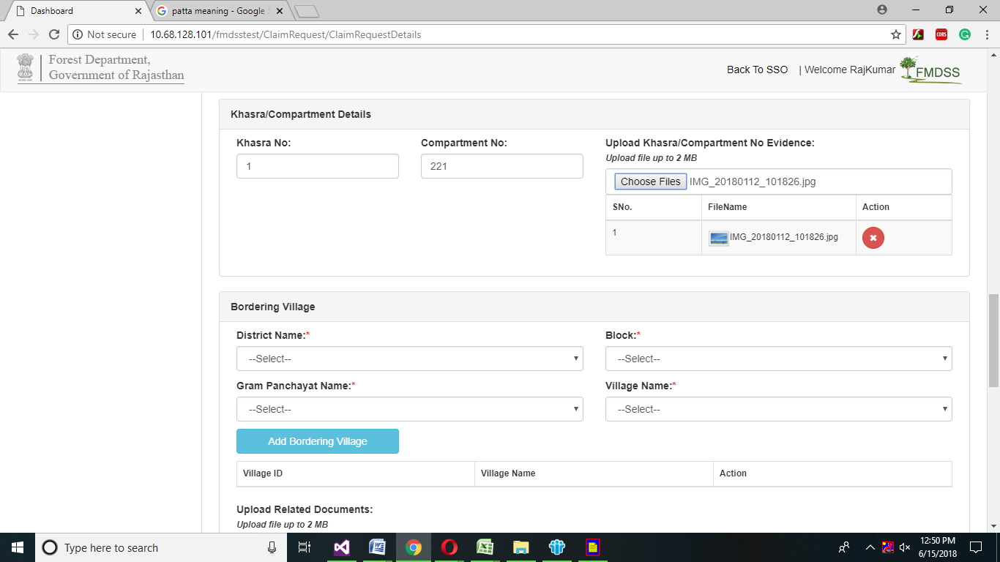 Dashboard
patta meaning - Google S
Not secure
10.68.128.101/fmdsstest/ClaimRequest/ClaimRequestDetails
CORS
Forest Department,
Government of Rajasthan
Back To SSO | Welcome RajKumar
FMDSS
Khasra/Compartment Details
Khasra No:
Compartment No:
Upload Khasra/Compartment No Evidence:
Upload file up to 2 MB
1
221
Choose Files IMG_20180112_101826.jpg
SNo. FileName Action
1 IMG_20180112_101826.jpg
Bordering Village
District Name:*
Block:*
--Select--
--Select--
Gram Panchayat Name:*
Village Name:*
--Select--
--Select--
Add Bordering Village
Village ID Village Name Action
Upload Related Documents:
Upload file up to 2 MB
Type here to search
12:50 PM
6/15/2018